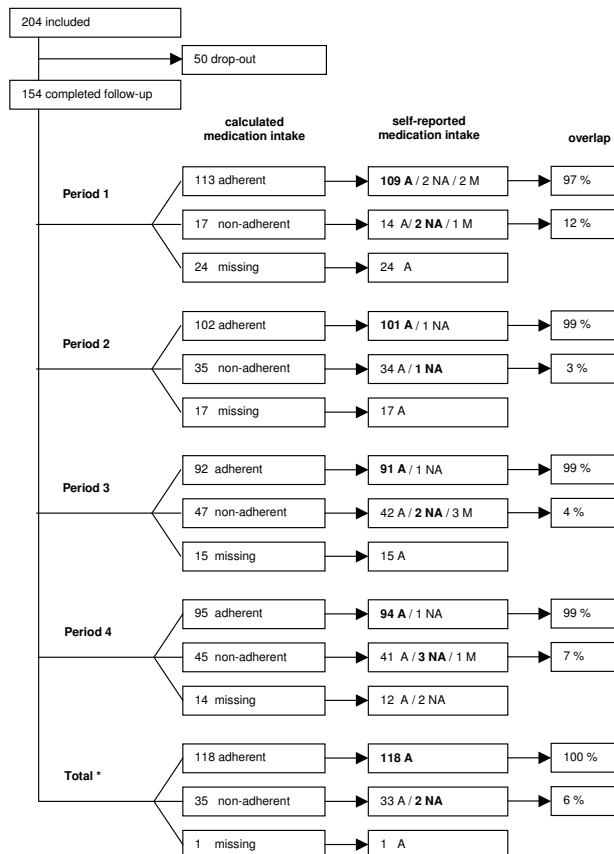 204 included
50 drop-out
154 completed follow-up
calculated medication intake
self-reported medication intake
overlap
Period 1
113 adherent
109 A / 2 NA / 2 M
97 %
17 non-adherent
14 A/ 2 NA / 1 M
12 %
24 missing
24 A
Period 2
102 adherent
101 A / 1 NA
99 %
35 non-adherent
34 A / 1 NA
3 %
17 missing
17 A
Period 3
92 adherent
91 A / 1 NA
99 %
47 non-adherent
42 A / 2 NA / 3 M
4 %
15 missing
15 A
Period 4
95 adherent
94 A / 1 NA
99 %
45 non-adherent
41 A / 3 NA / 1 M
7 %
14 missing
12 A / 2 NA
Total *
118 adherent
118 A
100 %
35 non-adherent
33 A / 2 NA
6 %
1 missing
1 A